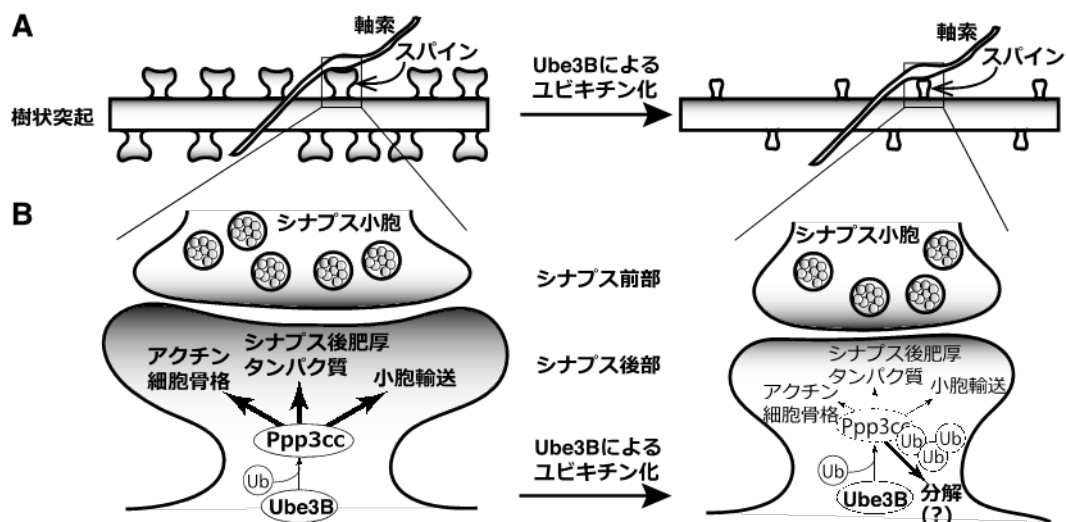 A
軸索
スパイン
樹状突起
Ube3Bによる
ユビキチン化
軸索
スパイン
B
シナプス小胞
シナプス前部
シナプス小胞
アクチン
細胞骨格
シナプス後肥厚
タンパク質
小胞輸送
Ppp3cc
Ub
Ube3B
シナプス後部
Ube3Bによる
ユビキチン化
シナプス後肥厚
タンパク質
アクチン
細胞骨格
小胞輸送
Ppp3cc
Ub
Ub
Ub
Ub
Ube3B
分解
(?)